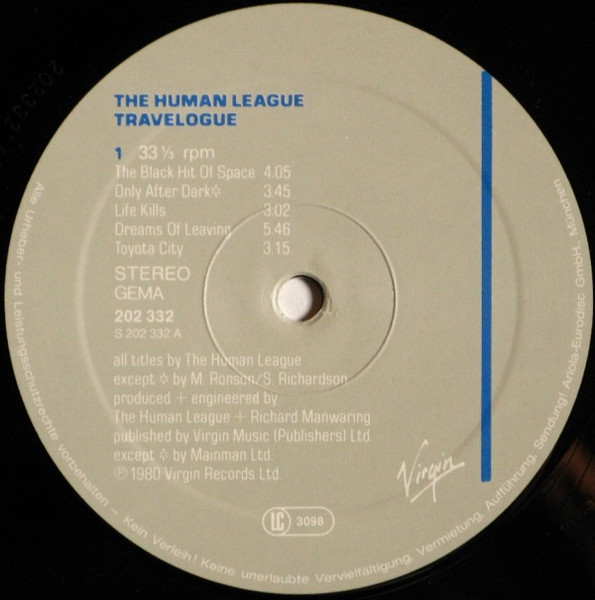 THE HUMAN LEAGUE
TRAVELOGUE
1 33 ⅓ rpm
The Black Hit Of Space 4.05
Only After Dark✲ 3.45
Life Kills 3.02
Dreams Of Leaving 5.46
Toyota City 3.15
STEREO
GEMA
202 332
S 202 332 A
all titles by The Human League
except ✲ by M. Ronson/S. Richardson
produced + engineered by
The Human League + Richard Manwaring
published by Virgin Music (Publishers) Ltd
except ✲ by Mainman Ltd.
℗ 1980 Virgin Records Ltd.
Virgin
LC 3098
Alle Urheber- und Leistungsschutzrechte vorbehalten – Kein Verleih! Keine unerlaubte Vervielfältigung, Vermietung, Aufführung, Sendung! Ariola-Eurodisc GmbH., München